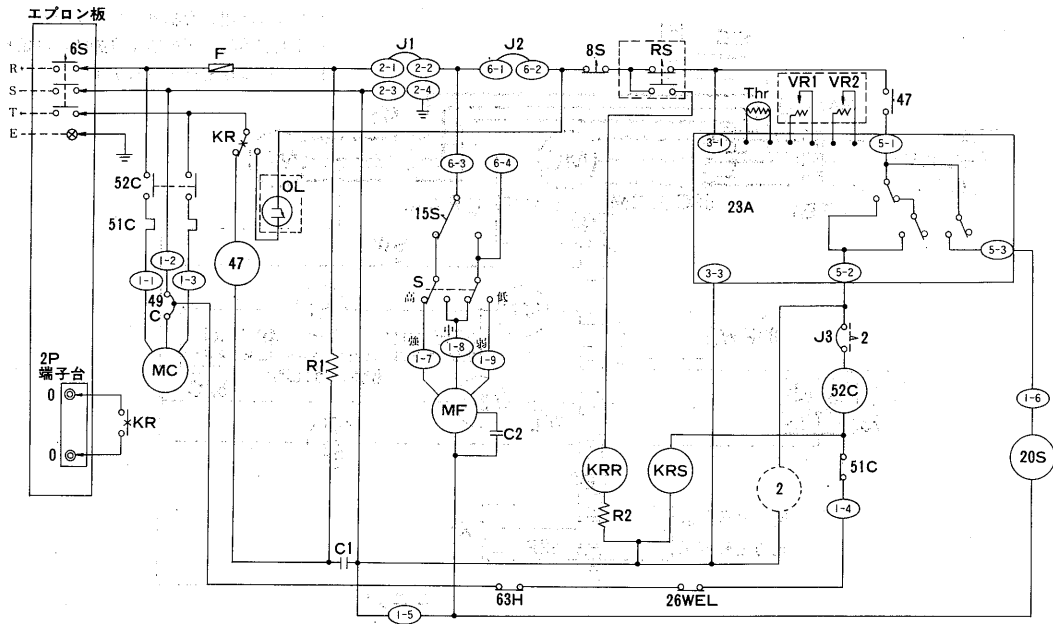 エプロン板
6S
R
S
T
E
F
J1
2-1
2-2
2-3
2-4
J2
6-1
6-2
8S
RS
Thr
VR1
VR2
47
3-1
5-1
KR
OL
6-3
6-4
52C
51C
23A
15S
1-2
1-1
1-3
47
3-3
5-2
5-3
49
C
S
高
低
中
強
弱
1-7
1-8
1-9
J3
2
MC
R1
52C
1-6
2P
端子台
MF
O
KR
C2
KRR
KRS
51C
20S
O
2
R2
1-4
C1
63H
26WEL
1-5